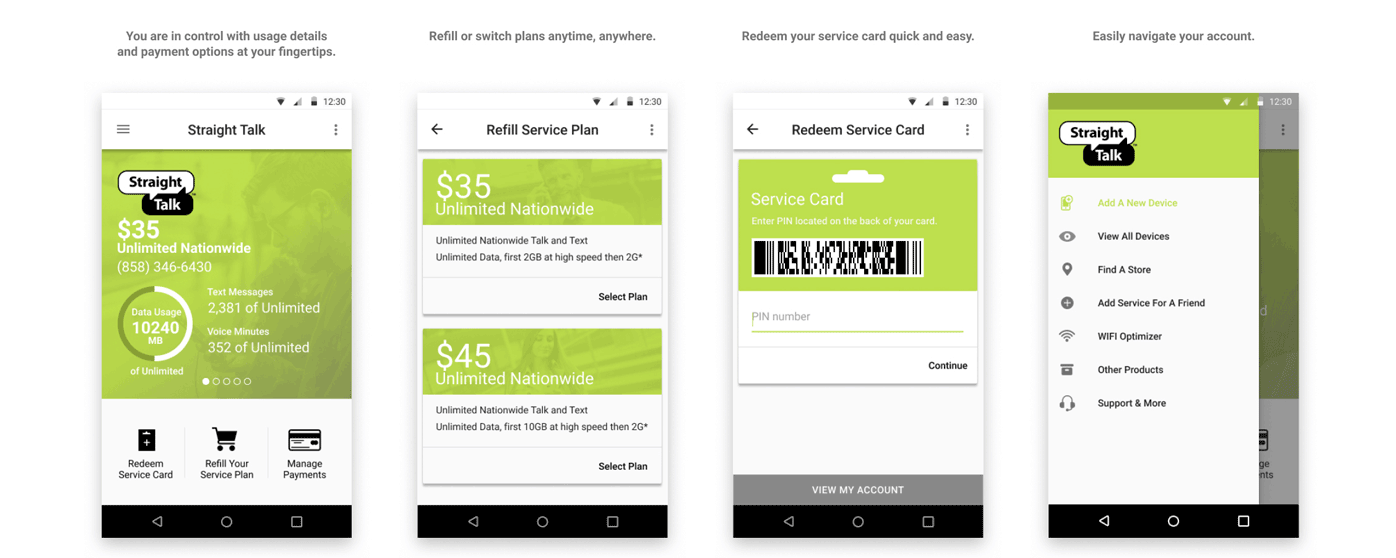 You are in control with usage details
and payment options at your fingertips.
12:30
Straight Talk
Straight
Talk
$35
Unlimited Nationwide
(858) 346-6430
Data Usage
10240
MB
of Unlimited
Text Messages
2,381 of Unlimited
Voice Minutes
352 of Unlimited
Redeem
Service Card
Refill Your
Service Plan
Manage
Payments
Refill or switch plans anytime, anywhere.
12:30
Refill Service Plan
$35
Unlimited Nationwide
Unlimited Nationwide Talk and Text
Unlimited Data, first 2GB at high speed then 2G*
Select Plan
$45
Unlimited Nationwide
Unlimited Nationwide Talk and Text
Unlimited Data, first 10GB at high speed then 2G*
Select Plan
Redeem your service card quick and easy.
12:30
Redeem Service Card
Service Card
Enter PIN located on the back of your card.
PIN number
Continue
VIEW MY ACCOUNT
Easily navigate your account.
12:30
Straight
Talk
Add A New Device
View All Devices
Find A Store
Add Service For A Friend
WIFI Optimizer
Other Products
Support & More
d
ge
nts